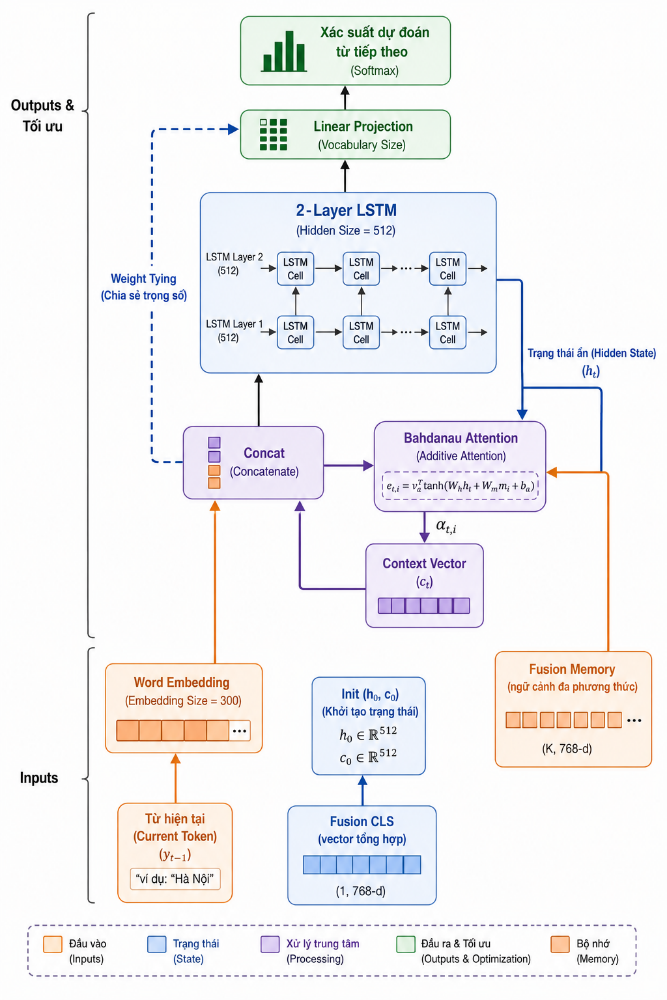 Xác suất dự đoán
từ tiếp theo
(Softmax)
Outputs &
Tối ưu
Linear Projection
(Vocabulary Size)
2-Layer LSTM
(Hidden Size = 512)
LSTM Layer 2
(512)
LSTM
Cell
LSTM
Cell
...
LSTM
Cell
Weight Tying
(Chia sẻ trọng số)
LSTM Layer 1
(512)
LSTM
Cell
LSTM
Cell
...
LSTM
Cell
Trạng thái ẩn (Hidden State)
(h_t)
Concat
(Concatenate)
Bahdanau Attention
(Additive Attention)
e_{t,i} = v_a^T tanh(W_h h_t + W_m m_i + b_a)
α_{t,i}
Context Vector
(c_t)
Word Embedding
(Embedding Size = 300)
...
Init (h₀, c₀)
(Khởi tạo trạng thái)
h₀ ∈ ℝ⁵¹²
c₀ ∈ ℝ⁵¹²
Fusion Memory
(ngữ cảnh đa phương thức)
...
(K, 768-d)
Inputs
Từ hiện tại
(Current Token)
(y_{t−1})
“ví dụ: “Hà Nội”
Fusion CLS
(vector tổng hợp)
(1, 768-d)
Đầu vào
(Inputs)
Trạng thái
(State)
Xử lý trung tâm
(Processing)
Đầu ra & Tối ưu
(Outputs & Optimization)
Bộ nhớ
(Memory)